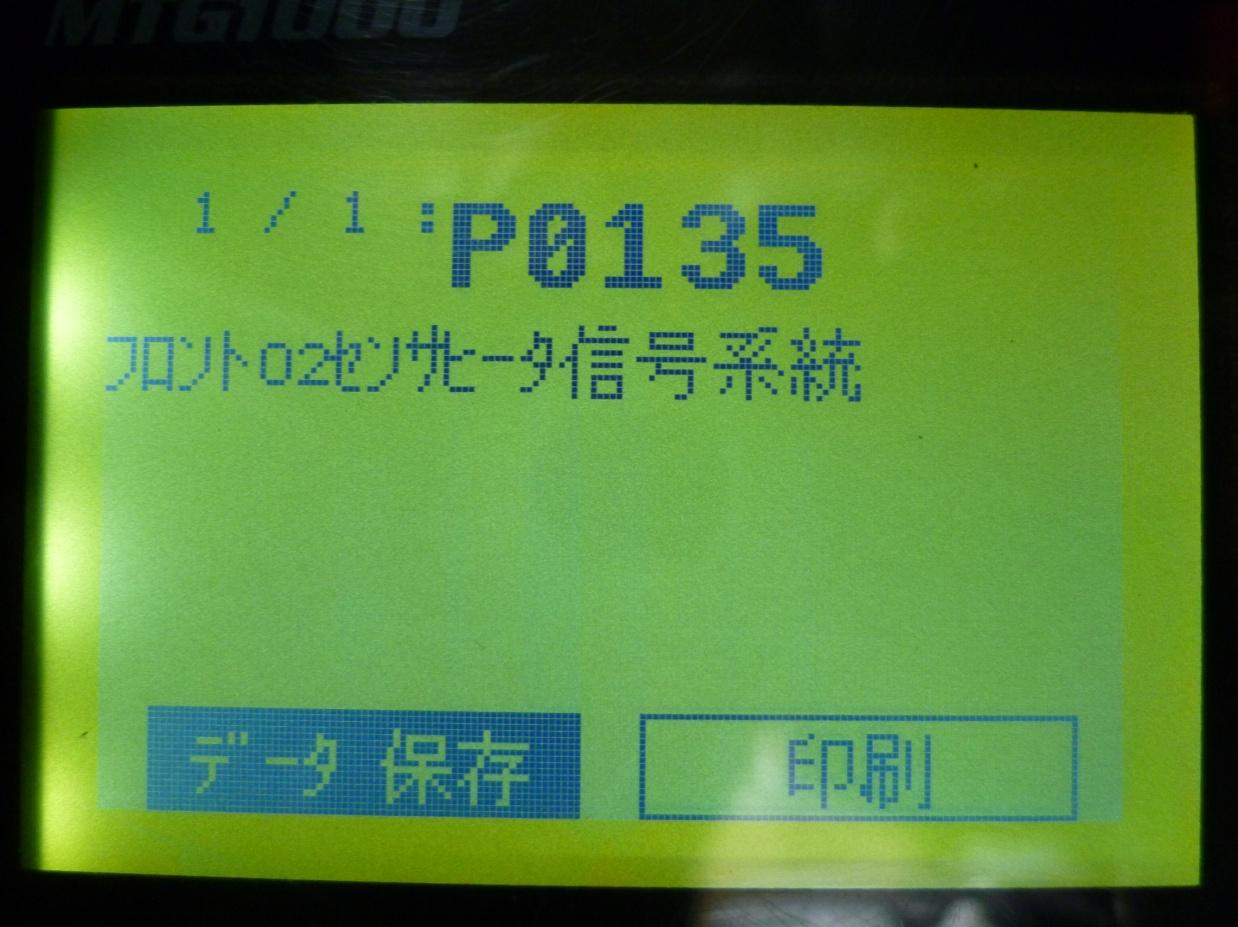 MTG1000
1 / 1 :P0135
フロントO2センサヒータ信号系統
データ 保存
印刷